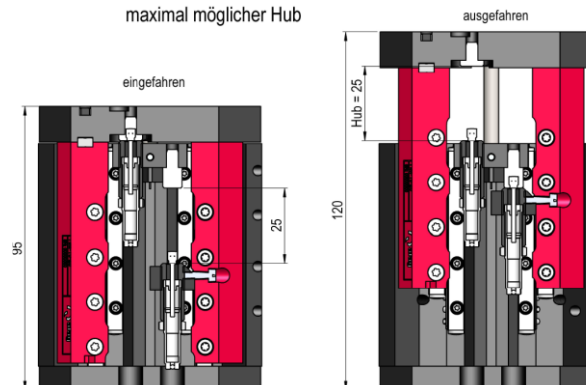 maximal möglicher Hub
eingefahren
ausgefahren
95
25
120
Hub = 25